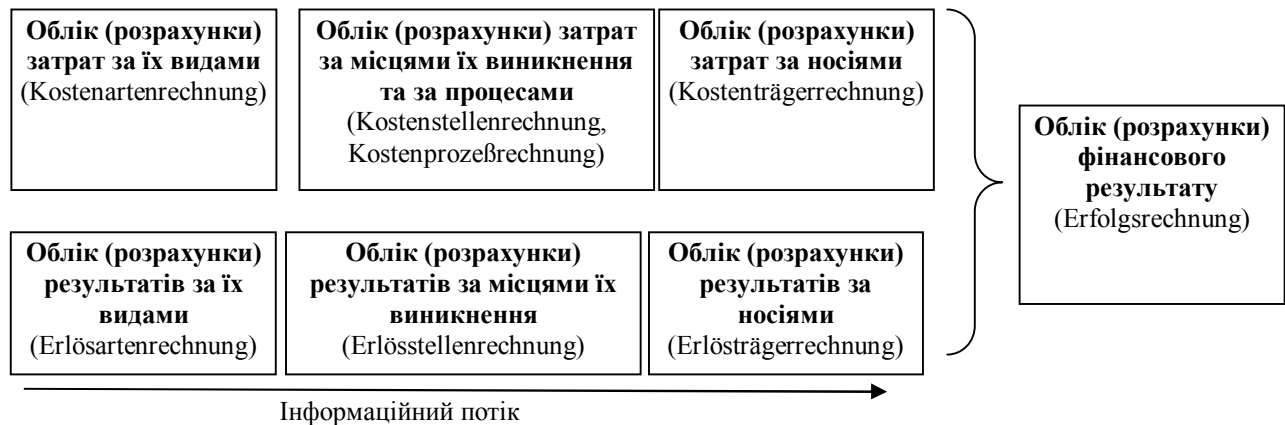 Облік (розрахунки)
затрат за їх видами
(Kostenartenrechnung)
Облік (розрахунки) затрат
за місцями їх виникнення
та за процесами
(Kostenstellenrechnung,
Kostenprozeßrechnung)
Облік (розрахунки)
затрат за носіями
(Kostenträgerrechnung)
Облік (розрахунки)
фінансового
результату
(Erfolgsrechnung)
Облік (розрахунки)
результатів за їх
видами
(Erlösartenrechnung)
Облік (розрахунки)
результатів за місцями їх
виникнення
(Erlösstellenrechnung)
Облік (розрахунки)
результатів за
носіями
(Erlösträgerrechnung)
Інформаційний потік